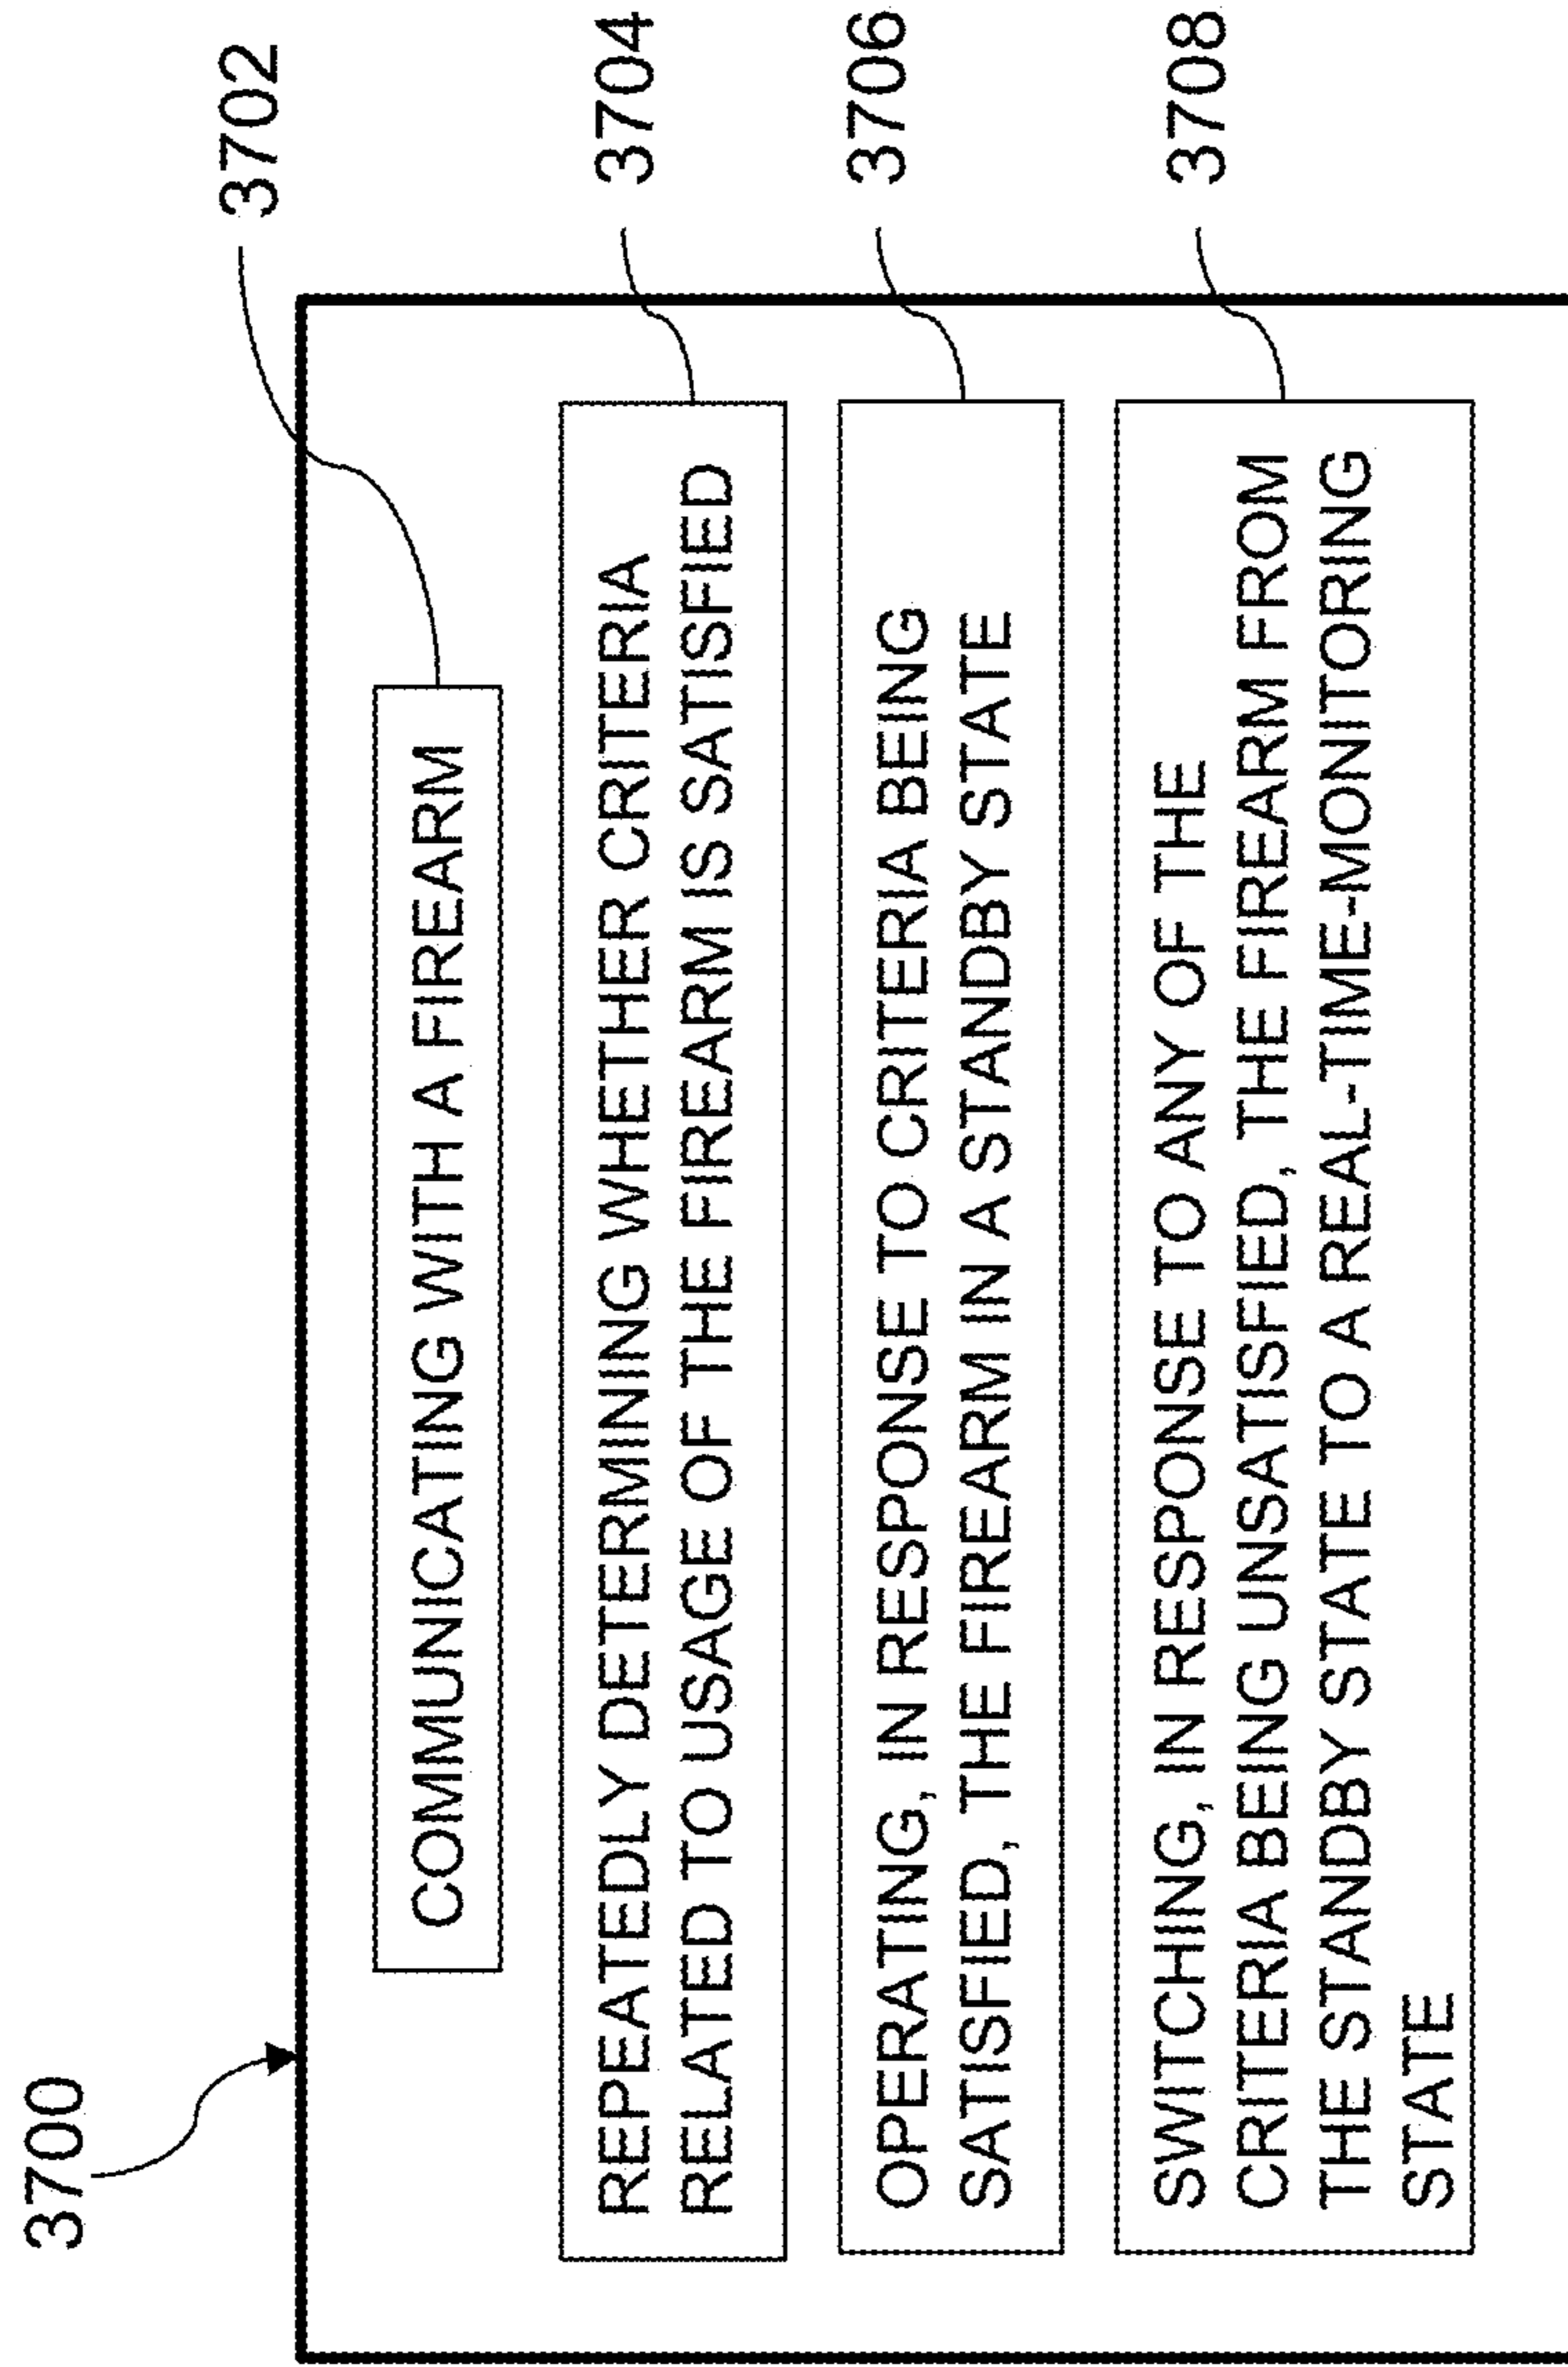 3700
3702
COMMUNICATING WITH A FIREARM
3704
REPEATEDLY DETERMINING WHETHER CRITERIA
RELATED TO USAGE OF THE FIREARM IS SATISFIED
3706
OPERATING, IN RESPONSE TO CRITERIA BEING
SATISFIED, THE FIREARM IN A STANDBY STATE
3708
SWITCHING, IN RESPONSE TO ANY OF THE
CRITERIA BEING UNSATISFIED, THE FIREARM FROM
THE STANDBY STATE TO A REAL-TIME-MONITORING
STATE